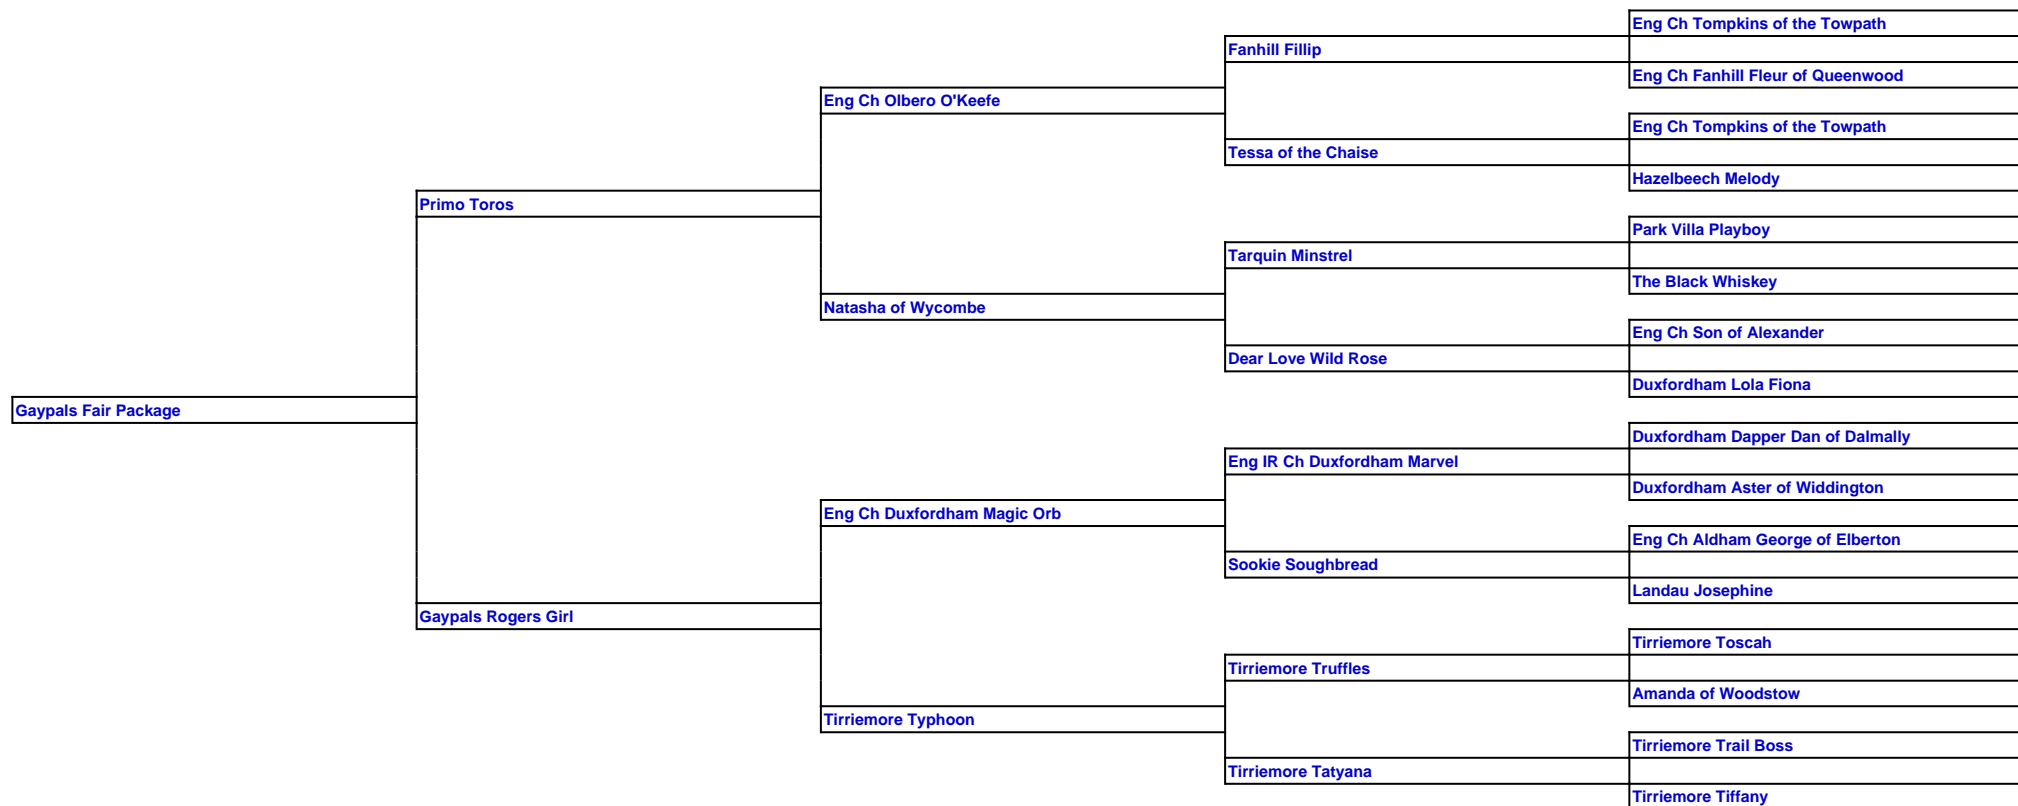 Eng Ch Tompkins of the Towpath
Fanhill Fillip
Eng Ch Fanhill Fleur of Queenwood
Eng Ch Olbero O'Keefe
Eng Ch Tompkins of the Towpath
Tessa of the Chaise
Hazelbeech Melody
Primo Toros
Park Villa Playboy
Tarquin Minstrel
The Black Whiskey
Natasha of Wycombe
Eng Ch Son of Alexander
Dear Love Wild Rose
Duxfordham Lola Fiona
Gaypals Fair Package
Duxfordham Dapper Dan of Dalmally
Eng IR Ch Duxfordham Marvel
Duxfordham Aster of Widdington
Eng Ch Duxfordham Magic Orb
Eng Ch Aldham George of Elberton
Sookie Soughbread
Landau Josephine
Gaypals Rogers Girl
Tirriemore Toscah
Tirriemore Truffles
Amanda of Woodstow
Tirriemore Typhoon
Tirriemore Trail Boss
Tirriemore Tatyana
Tirriemore Tiffany